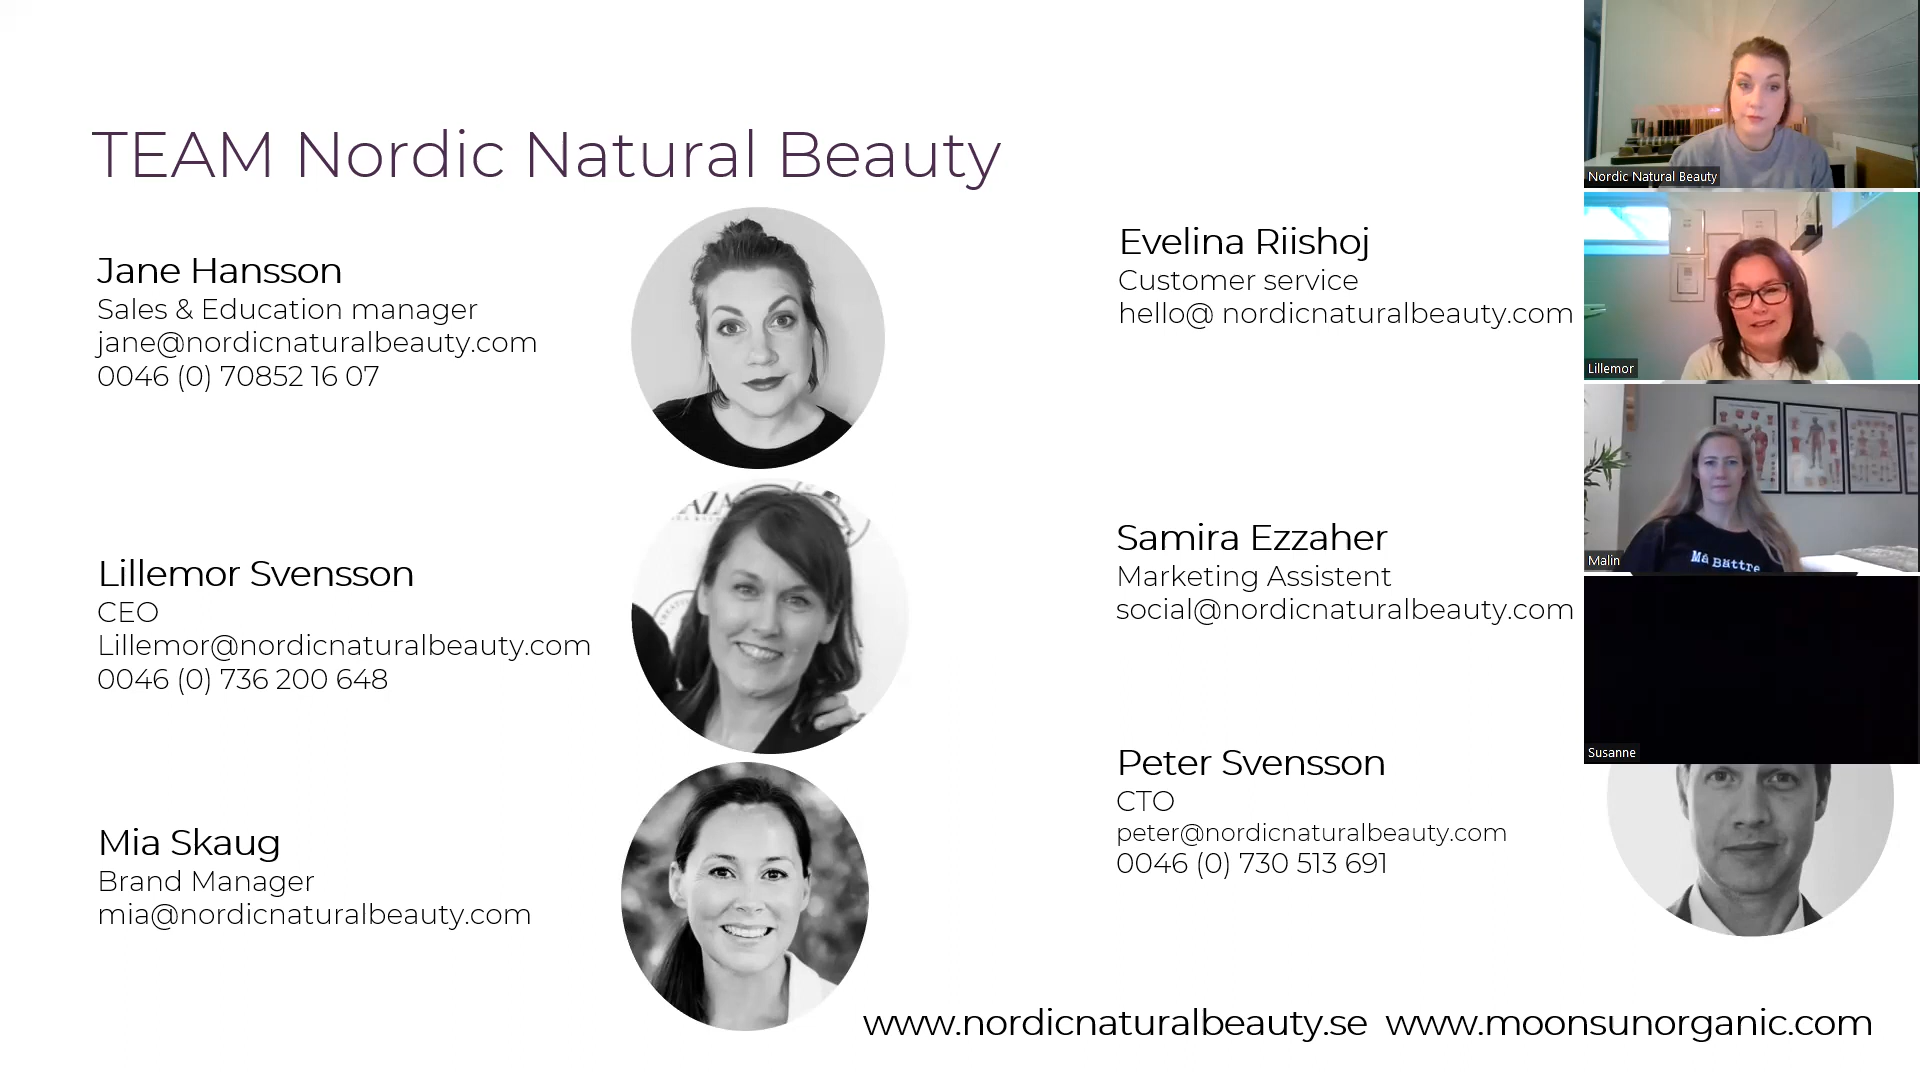 TEAM Nordic Natural Beauty
Jane Hansson
Sales & Education manager
jane@nordicnaturalbeauty.com
0046 (0) 70852 16 07
Lillemor Svensson
CEO
Lillemor@nordicnaturalbeauty.com
0046 (0) 736 200 648
Mia Skaug
Brand Manager
mia@nordicnaturalbeauty.com
Evelina Riishoj
Customer service
hello@ nordicnaturalbeauty.com
Samira Ezzaher
Marketing Assistent
social@nordicnaturalbeauty.com
Peter Svensson
CTO
peter@nordicnaturalbeauty.com
0046 (0) 730 513 691
www.nordicnaturalbeauty.se www.moonsunorganic.com
Nordic Natural Beauty
Lillemor
Må Bättre
Malin
Susanne